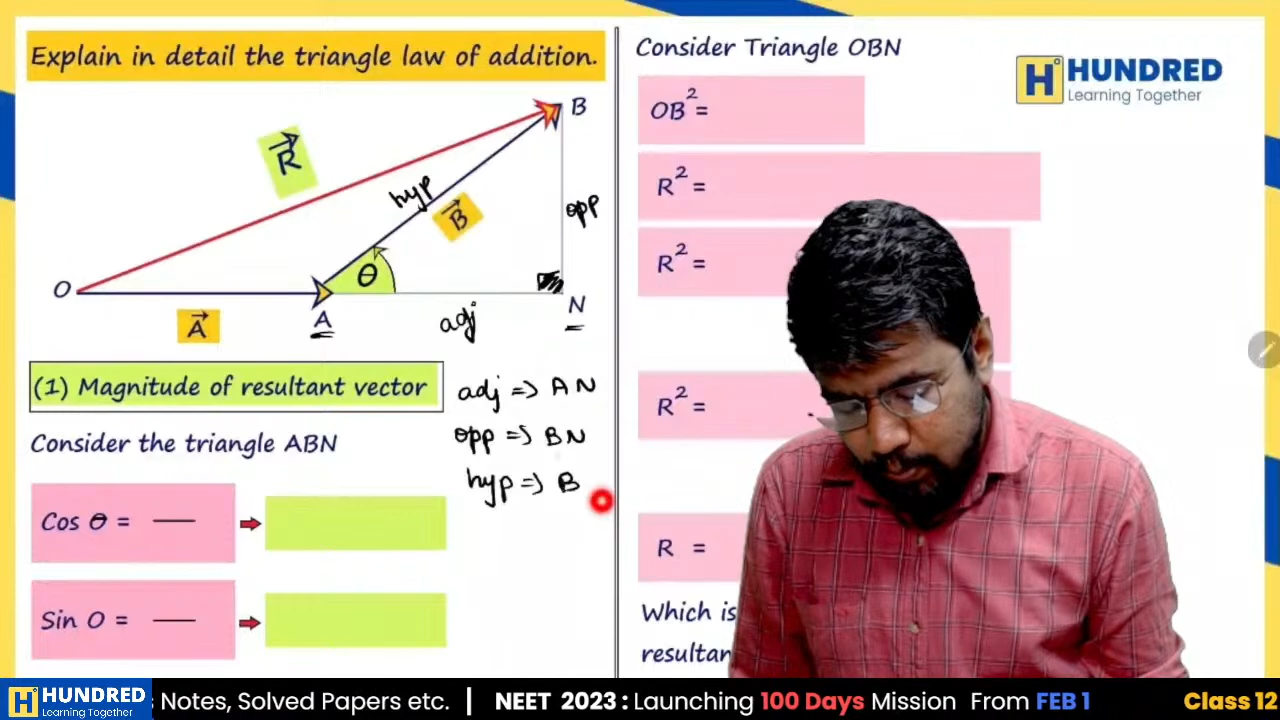 Explain in detail the triangle law of addition.
B
R
hyp
B
opp
θ
O
A
A
adj
N
(1) Magnitude of resultant vector
adj => AN
opp => BN
hyp => B
Consider the triangle ABN
Cos θ =
Sin O =
Consider Triangle OBN
OB² =
R² =
R² =
R² =
R =
Which is
resultan
H HUNDRED
Learning Together
H HUNDRED
Learning Together
s Notes, Solved Papers etc. | NEET 2023 : Launching 100 Days Mission From FEB 1
Class 12